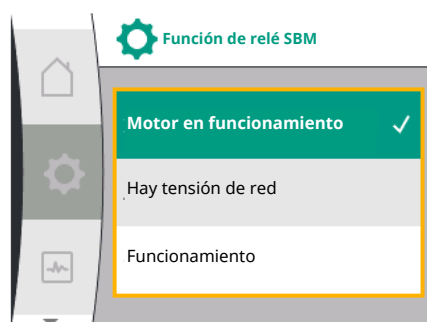 Función de relé SBM
Motor en funcionamiento
Hay tensión de red
Funcionamiento